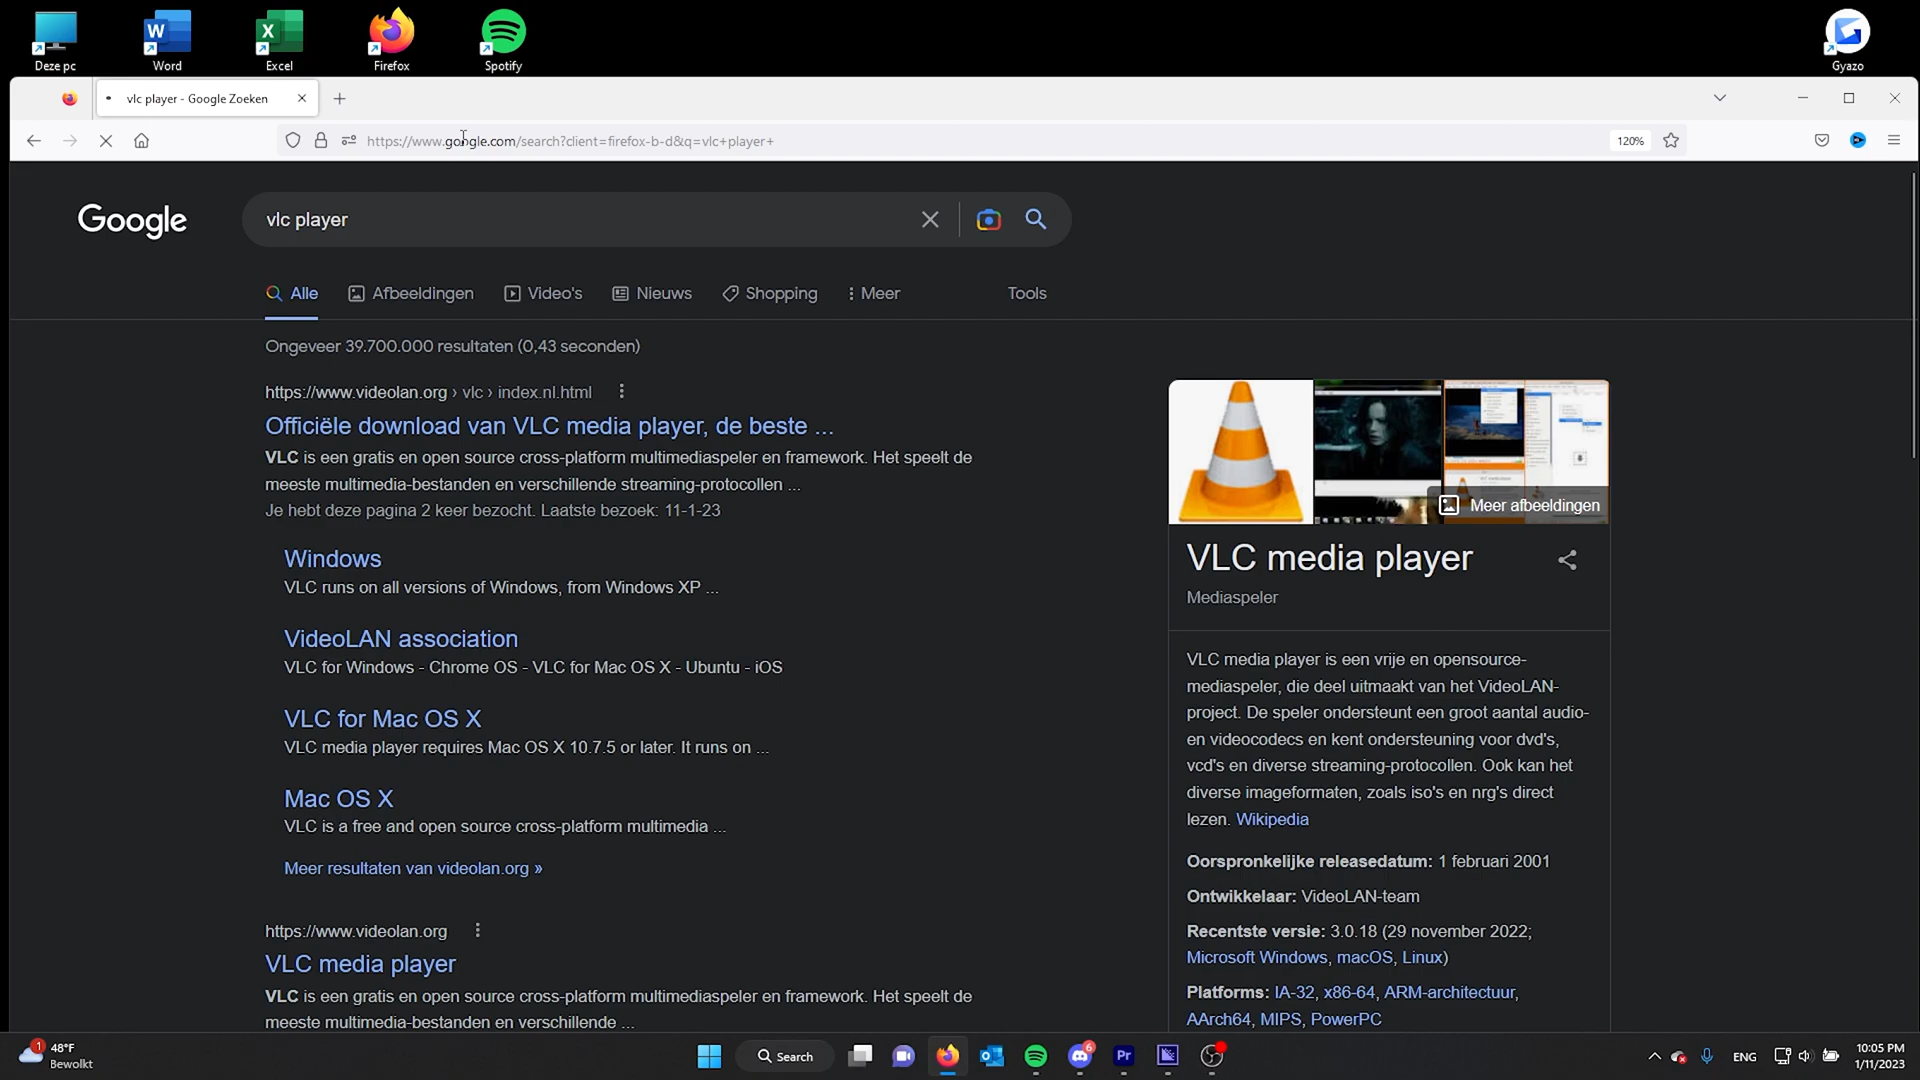 Deze pc
Word
Excel
Firefox
Spotify
Gyazo
vlc player - Google Zoeken
https://www.google.com/search?client=firefox-b-d&q=vlc+player+
120%
Google
vlc player
Alle
Afbeeldingen
Video's
Nieuws
Shopping
Meer
Tools
Ongeveer 39.700.000 resultaten (0,43 seconden)
https://www.videolan.org › vlc › index.nl.html
Officiële download van VLC media player, de beste ...
VLC is een gratis en open source cross-platform multimediaspeler en framework. Het speelt de
meeste multimedia-bestanden en verschillende streaming-protocollen ...
Je hebt deze pagina 2 keer bezocht. Laatste bezoek: 11-1-23
Windows
VLC runs on all versions of Windows, from Windows XP ...
VideoLAN association
VLC for Windows - Chrome OS - VLC for Mac OS X - Ubuntu - iOS
VLC for Mac OS X
VLC media player requires Mac OS X 10.7.5 or later. It runs on ...
Mac OS X
VLC is a free and open source cross-platform multimedia ...
Meer resultaten van videolan.org »
https://www.videolan.org
VLC media player
VLC is een gratis en open source cross-platform multimediaspeler en framework. Het speelt de
meeste multimedia-bestanden en verschillende ...
Meer afbeeldingen
VLC media player
Mediaspeler
VLC media player is een vrije en opensource-
mediaspeler, die deel uitmaakt van het VideoLAN-
project. De speler ondersteunt een groot aantal audio-
en videocodecs en kent ondersteuning voor dvd's,
vcd's en diverse streaming-protocollen. Ook kan het
diverse imageformaten, zoals iso's en nrg's direct
lezen. Wikipedia
Oorspronkelijke releasedatum: 1 februari 2001
Ontwikkelaar: VideoLAN-team
Recentste versie: 3.0.18 (29 november 2022;
Microsoft Windows, macOS, Linux)
Platforms: IA-32, x86-64, ARM-architectuur,
AArch64, MIPS, PowerPC
1
48°F
Bewolkt
Search
6
Pr
ENG
10:05 PM
1/11/2023